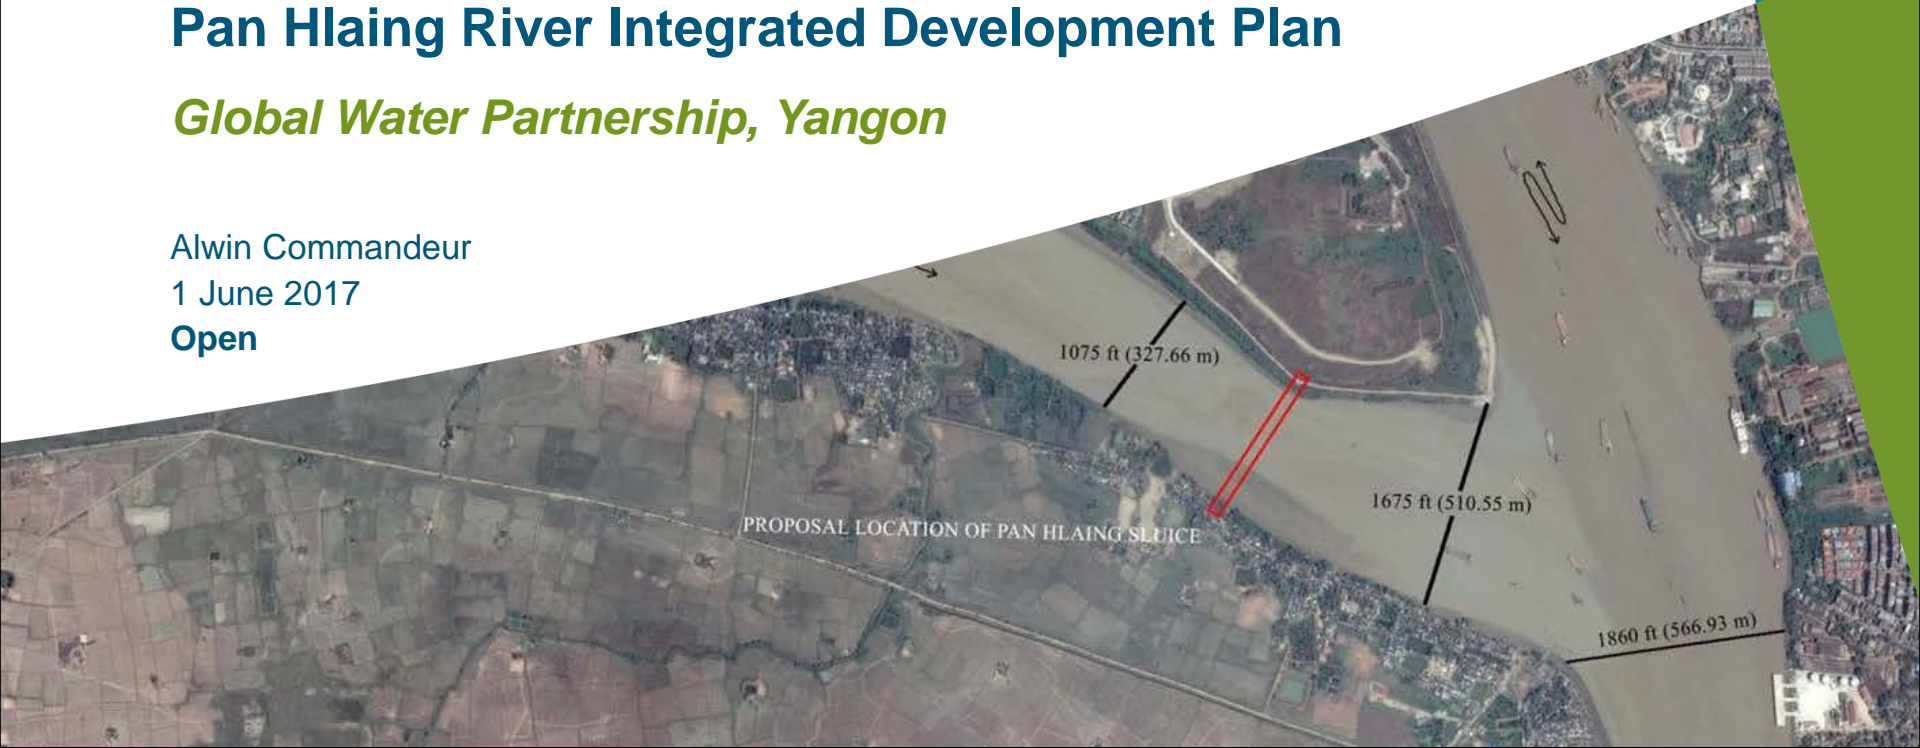 Pan Hlaing River Integrated Development Plan
Global Water Partnership, Yangon
Alwin Commandeur
1 June 2017
Open
1075 ft (327.66 m)
1675 ft (510.55 m)
PROPOSAL LOCATION OF PAN HLAING SLUICE
1860 ft (566.93 m)